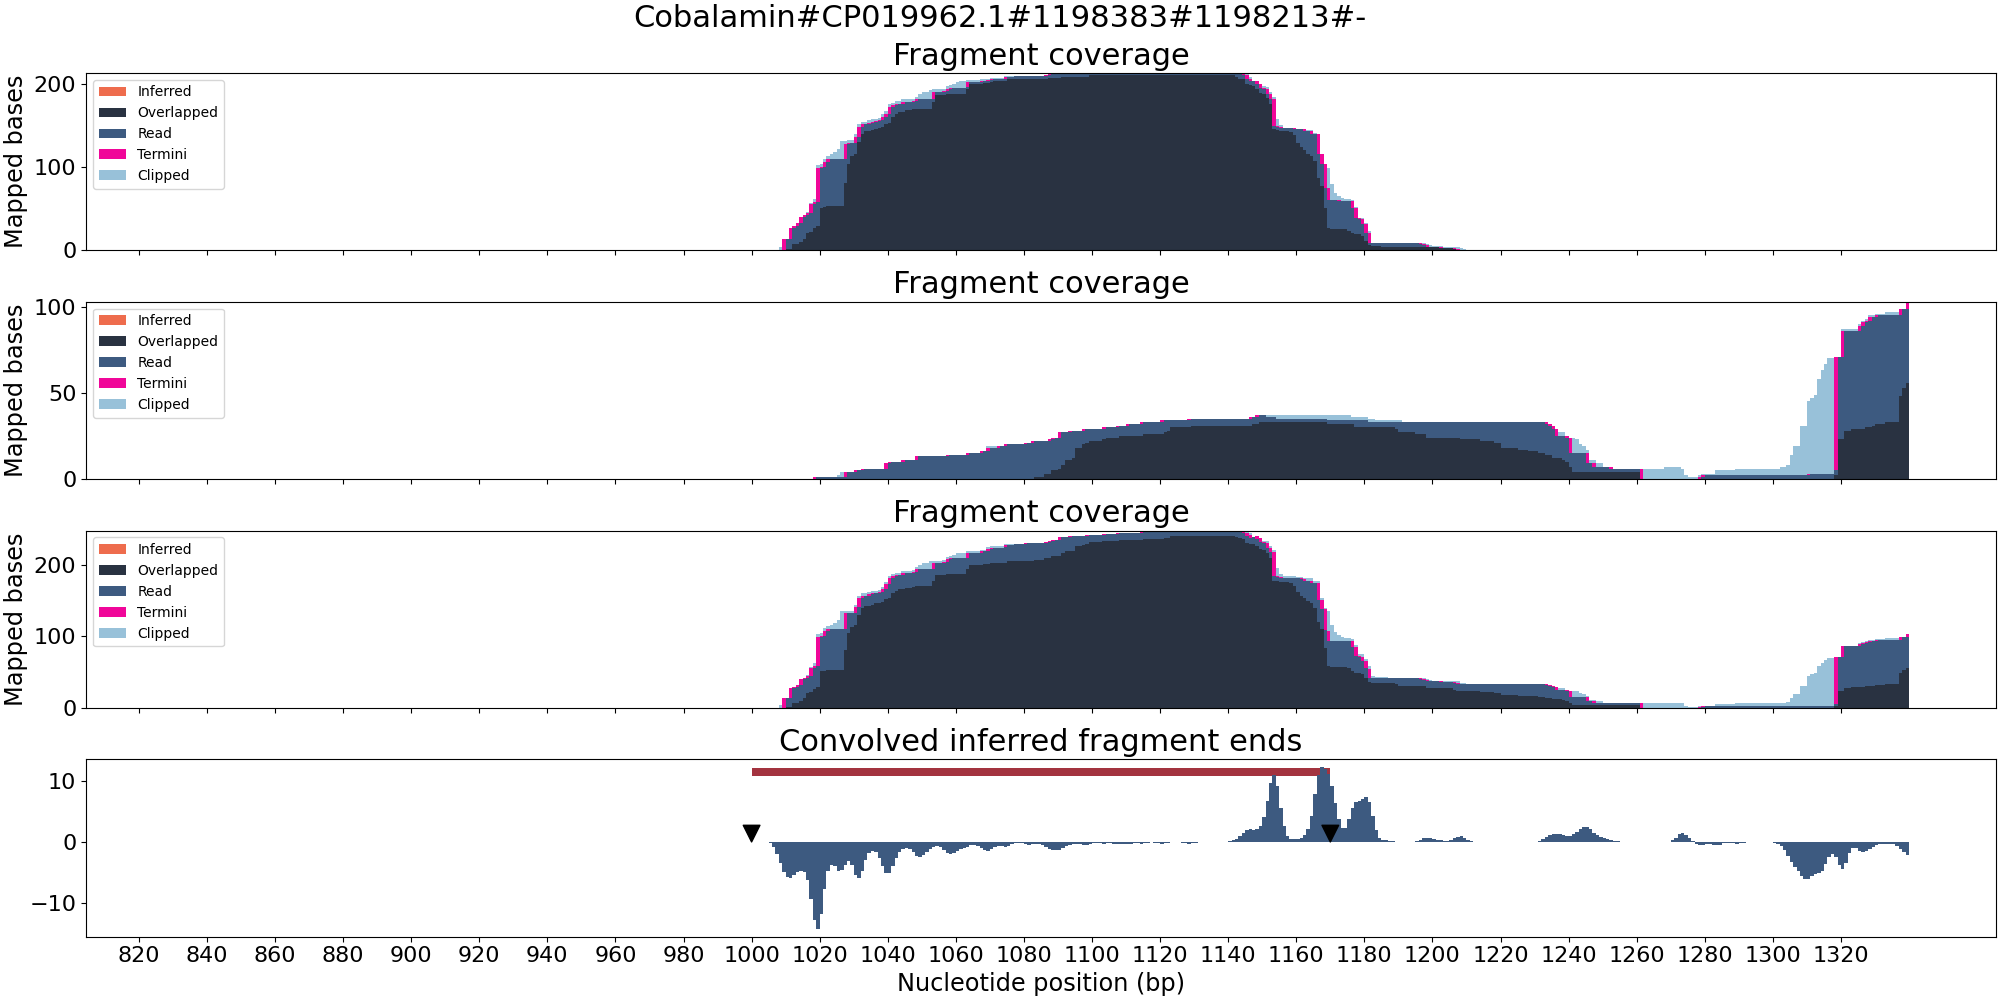 Cobalamin#CP019962.1#1198383#1198213#-
Fragment coverage
Mapped bases
200
100
0
Inferred
Overlapped
Read
Termini
Clipped
Fragment coverage
Mapped bases
100
50
0
Inferred
Overlapped
Read
Termini
Clipped
Fragment coverage
Mapped bases
200
100
0
Inferred
Overlapped
Read
Termini
Clipped
Convolved inferred fragment ends
10
0
−10
820 840 860 880 900 920 940 960 980 1000 1020 1040 1060 1080 1100 1120 1140 1160 1180 1200 1220 1240 1260 1280 1300 1320
Nucleotide position (bp)